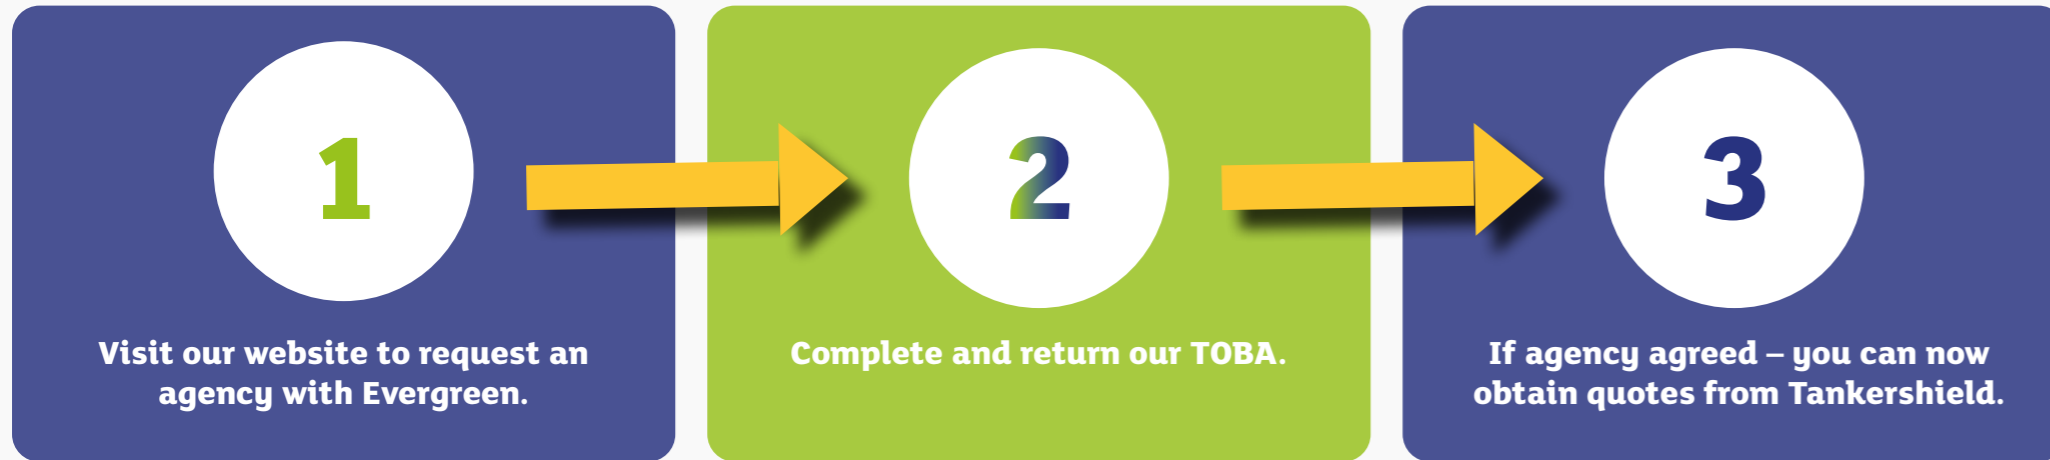 1
Visit our website to request an
agency with Evergreen.
2
Complete and return our TOBA.
3
If agency agreed – you can now
obtain quotes from Tankershield.